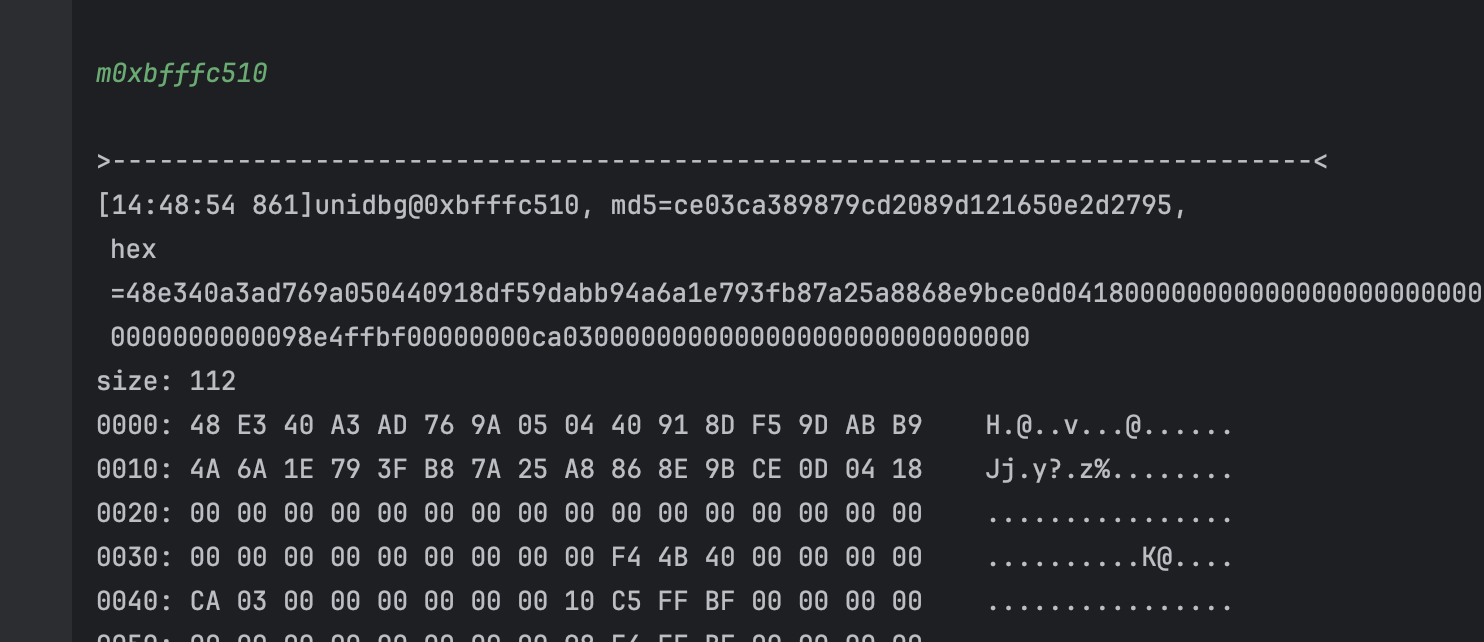 m0xbfffc510
>-----------------------------------------------------------------------------<
[14:48:54 861]unidbg@0xbfffc510, md5=ce03ca389879cd2089d121650e2d2795,
hex
=48e340a3ad769a050440918df59dabb94a6a1e793fb87a25a8868e9bce0d04180000000000000000000000
0000000000098e4ffbf00000000ca030000000000000000000000000000
size: 112
0000: 48 E3 40 A3 AD 76 9A 05 04 40 91 8D F5 9D AB B9    H.@..v...@......
0010: 4A 6A 1E 79 3F B8 7A 25 A8 86 8E 9B CE 0D 04 18    Jj.y?.z%........
0020: 00 00 00 00 00 00 00 00 00 00 00 00 00 00 00 00    ................
0030: 00 00 00 00 00 00 00 00 00 F4 4B 40 00 00 00 00    ..........K@....
0040: CA 03 00 00 00 00 00 00 10 C5 FF BF 00 00 00 00    ................